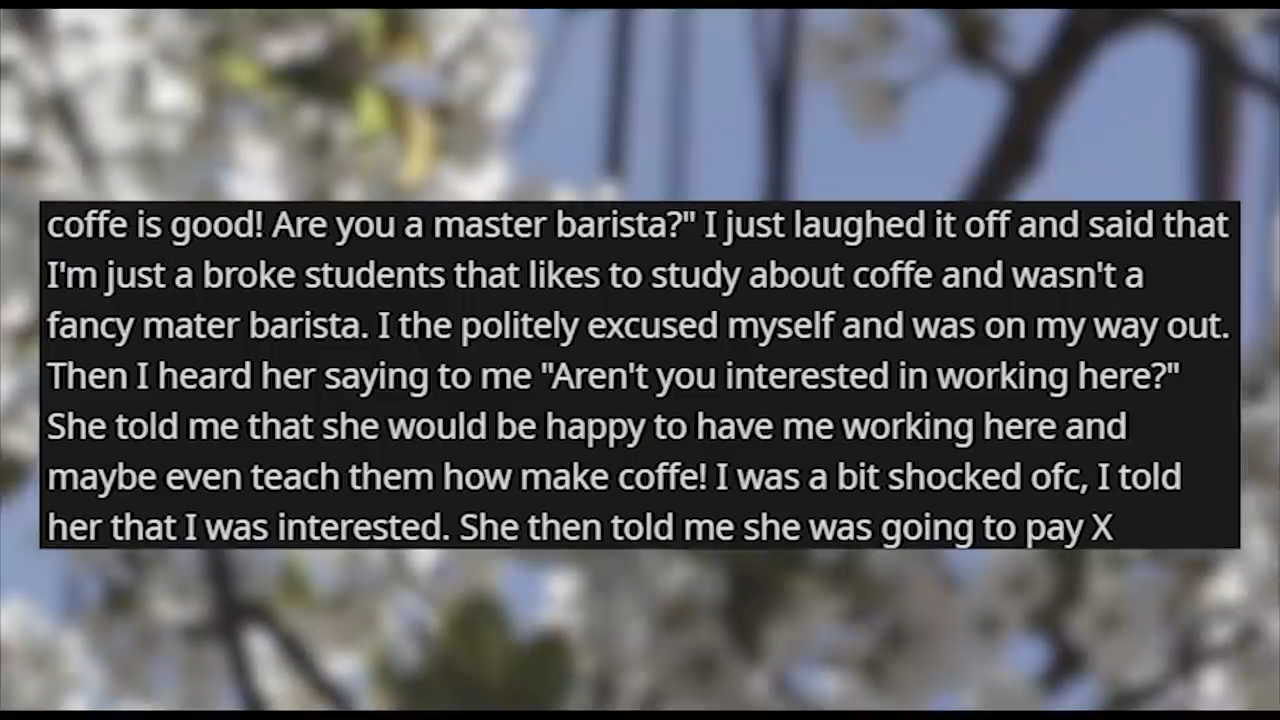 coffe is good! Are you a master barista?" I just laughed it off and said that
I'm just a broke students that likes to study about coffe and wasn't a
fancy mater barista. I the politely excused myself and was on my way out.
Then I heard her saying to me "Aren't you interested in working here?"
She told me that she would be happy to have me working here and
maybe even teach them how make coffe! I was a bit shocked ofc, I told
her that I was interested. She then told me she was going to pay X